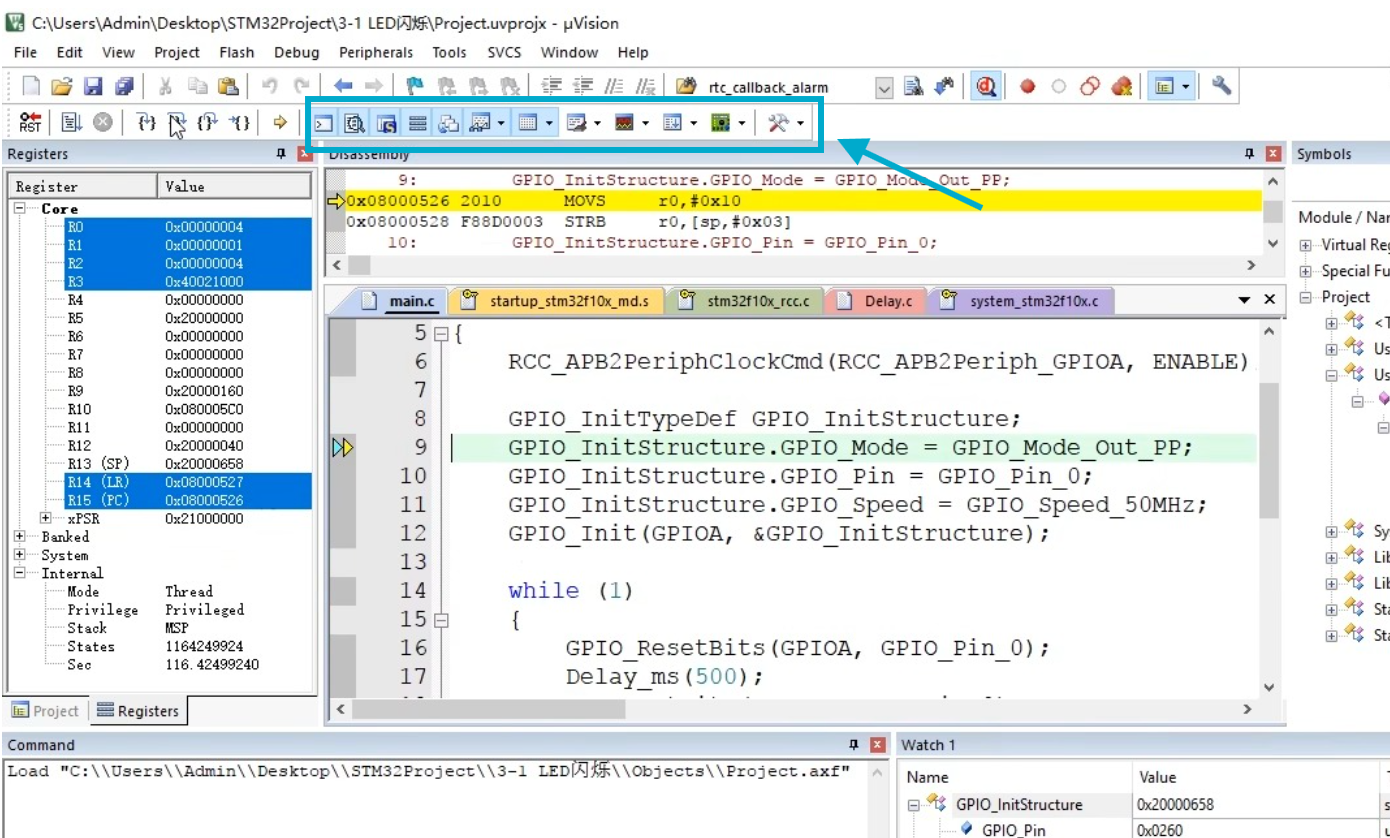 C:\Users\Admin\Desktop\STM32Project\3-1 LED闪烁\Project.uvprojx - µVision
File Edit View Project Flash Debug Peripherals Tools SVCS Window Help
rtc_callback_alarm
RST
Registers
Register Value
Core
R0 0x00000004
R1 0x00000001
R2 0x00000004
R3 0x40021000
R4 0x00000000
R5 0x20000000
R6 0x00000000
R7 0x00000000
R8 0x00000000
R9 0x20000160
R10 0x080005C0
R11 0x00000000
R12 0x20000040
R13 (SP) 0x20000658
R14 (LR) 0x08000527
R15 (PC) 0x08000526
xPSR 0x21000000
Banked
System
Internal
Mode Thread
Privilege Privileged
Stack MSP
States 1164249924
Sec 116.42499240
Project Registers
Disassembly
9: GPIO_InitStructure.GPIO_Mode = GPIO_Mode_Out_PP;
0x08000526 2010 MOVS r0,#0x10
0x08000528 F88D0003 STRB r0,[sp,#0x03]
10: GPIO_InitStructure.GPIO_Pin = GPIO_Pin_0;
main.c startup_stm32f10x_md.s stm32f10x_rcc.c Delay.c system_stm32f10x.c
5 {
6 RCC_APB2PeriphClockCmd(RCC_APB2Periph_GPIOA, ENABLE)
7
8 GPIO_InitTypeDef GPIO_InitStructure;
9 GPIO_InitStructure.GPIO_Mode = GPIO_Mode_Out_PP;
10 GPIO_InitStructure.GPIO_Pin = GPIO_Pin_0;
11 GPIO_InitStructure.GPIO_Speed = GPIO_Speed_50MHz;
12 GPIO_Init(GPIOA, &GPIO_InitStructure);
13
14 while (1)
15 {
16 GPIO_ResetBits(GPIOA, GPIO_Pin_0);
17 Delay_ms(500);
Symbols
Module / Nar
Virtual Reg
Special Fu
Project
<T
Us
Us
Sy
Lib
Lib
Sta
Sta
Command
Load "C:\\Users\\Admin\\Desktop\\STM32Project\\3-1 LED闪烁\\Objects\\Project.axf"
Watch 1
Name Value
GPIO_InitStructure 0x20000658
GPIO_Pin 0x0260